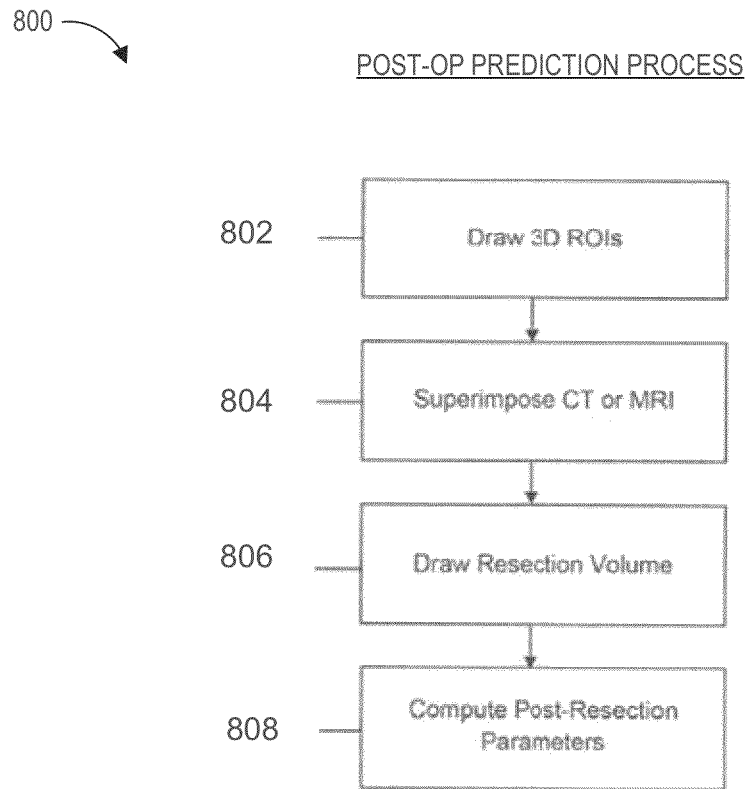 800
POST-OP PREDICTION PROCESS
802
Draw 3D ROIs
804
Superimpose CT or MRI
806
Draw Resection Volume
808
Compute Post-Resection
Parameters